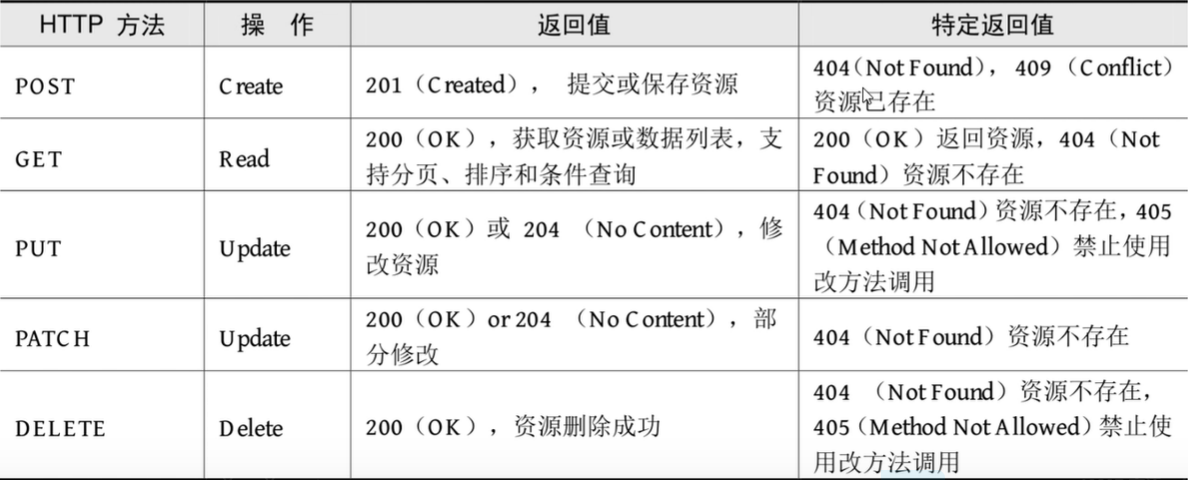 HTTP 方法 操 作 返回值 特定返回值
POST Create 201（Created）， 提交或保存资源 404（Not Found），409（Conflict）
资源已存在
GET Read 200（OK），获取资源或数据列表，支
持分页、排序和条件查询
200（OK）返回资源，404（Not
Found）资源不存在
PUT Update 200（OK）或 204 （No Content），修
改资源
404（Not Found）资源不存在，405
（Method Not Allowed）禁止使用
改方法调用
PATCH Update 200（OK）or 204 （No Content），部
分修改
404（Not Found）资源不存在
DELETE Delete 200（OK），资源删除成功
404 （Not Found）资源不存在，
405（Method Not Allowed）禁止使
用改方法调用